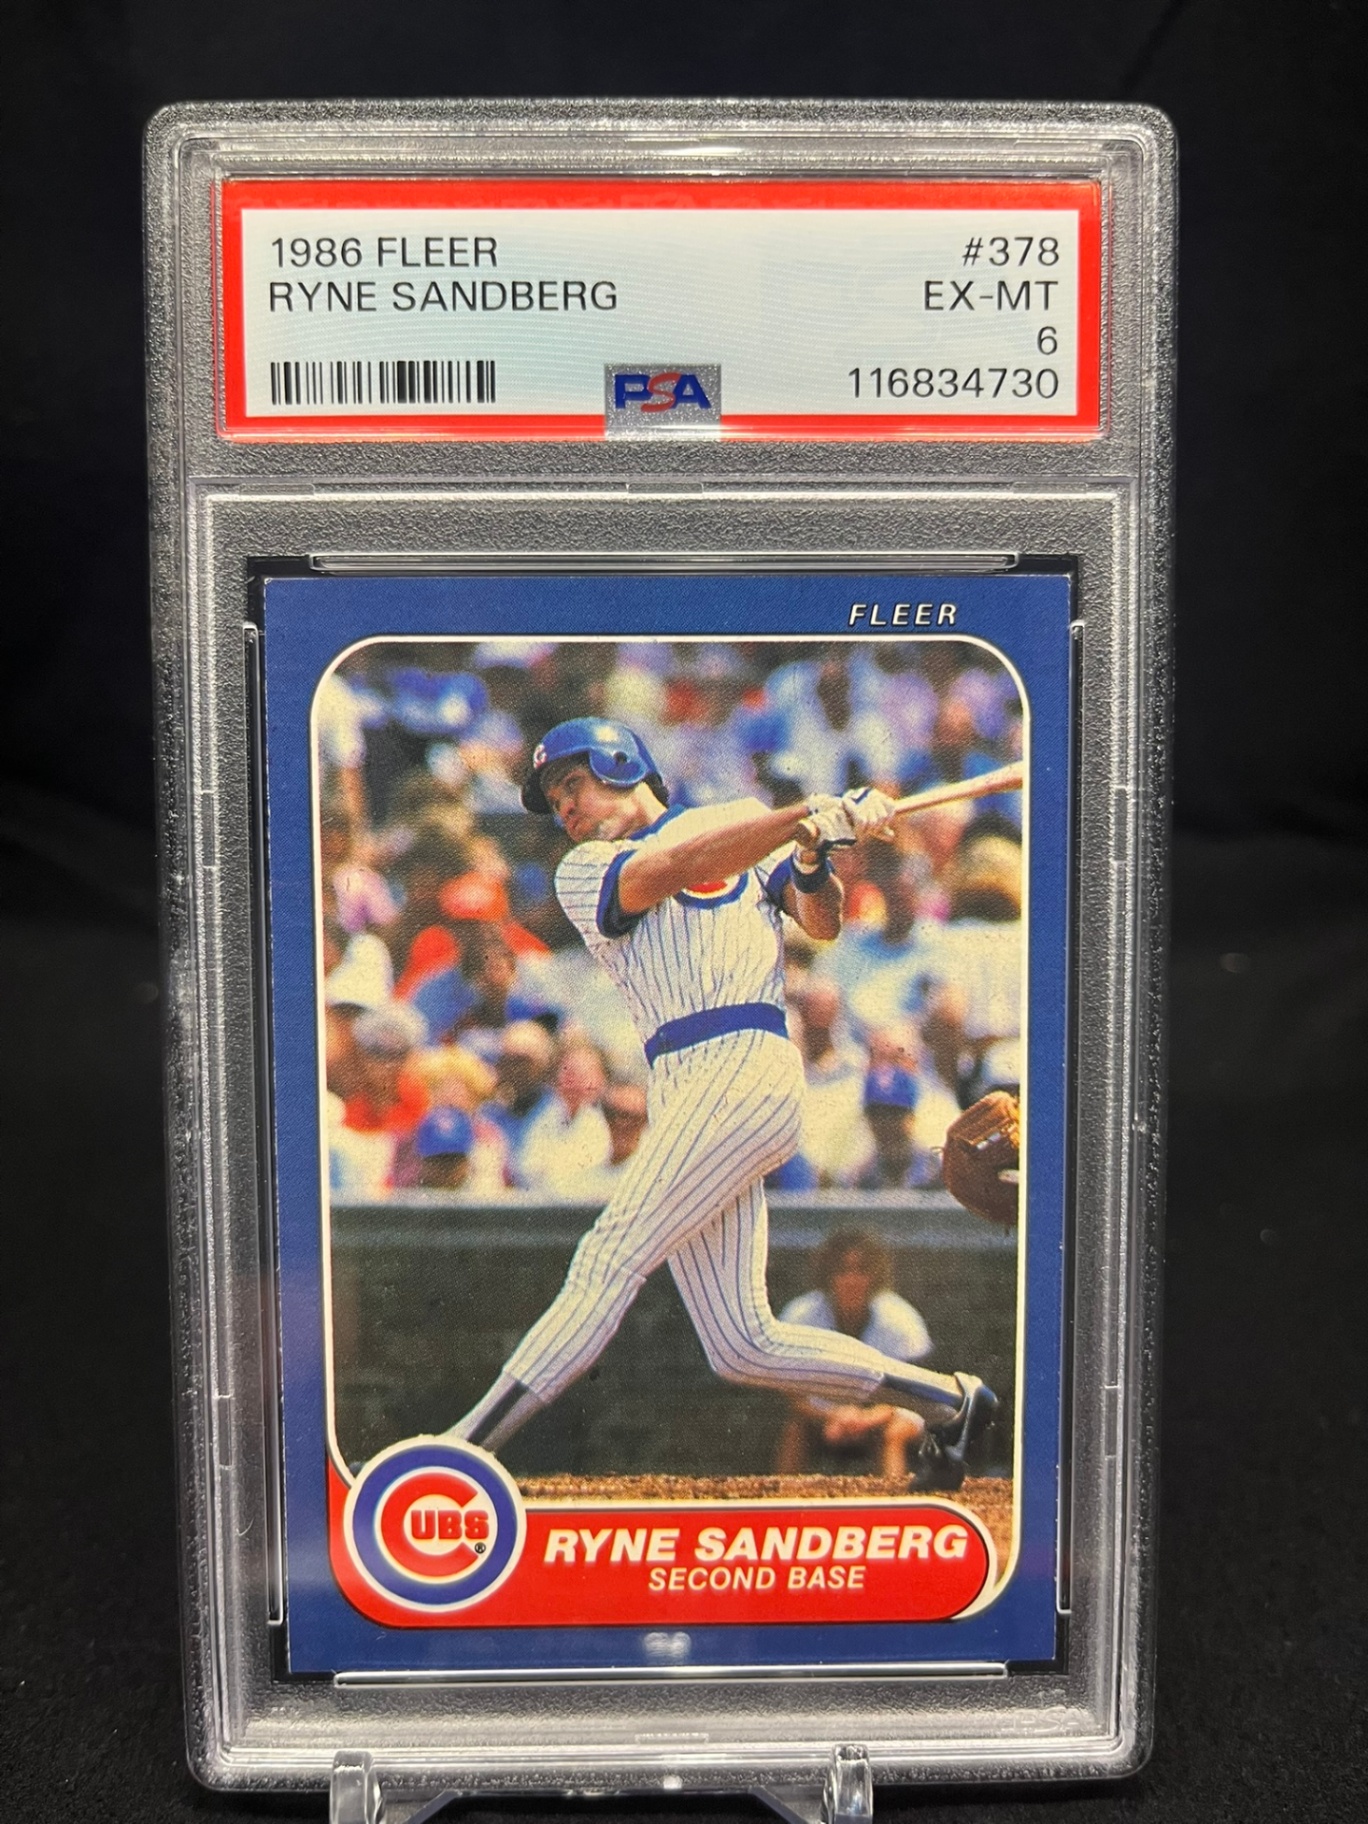 1986 FLEER #378
RYNE SANDBERG EX-MT
6
PSA 116834730
FLEER
C
CUBS ®
RYNE SANDBERG
SECOND BASE